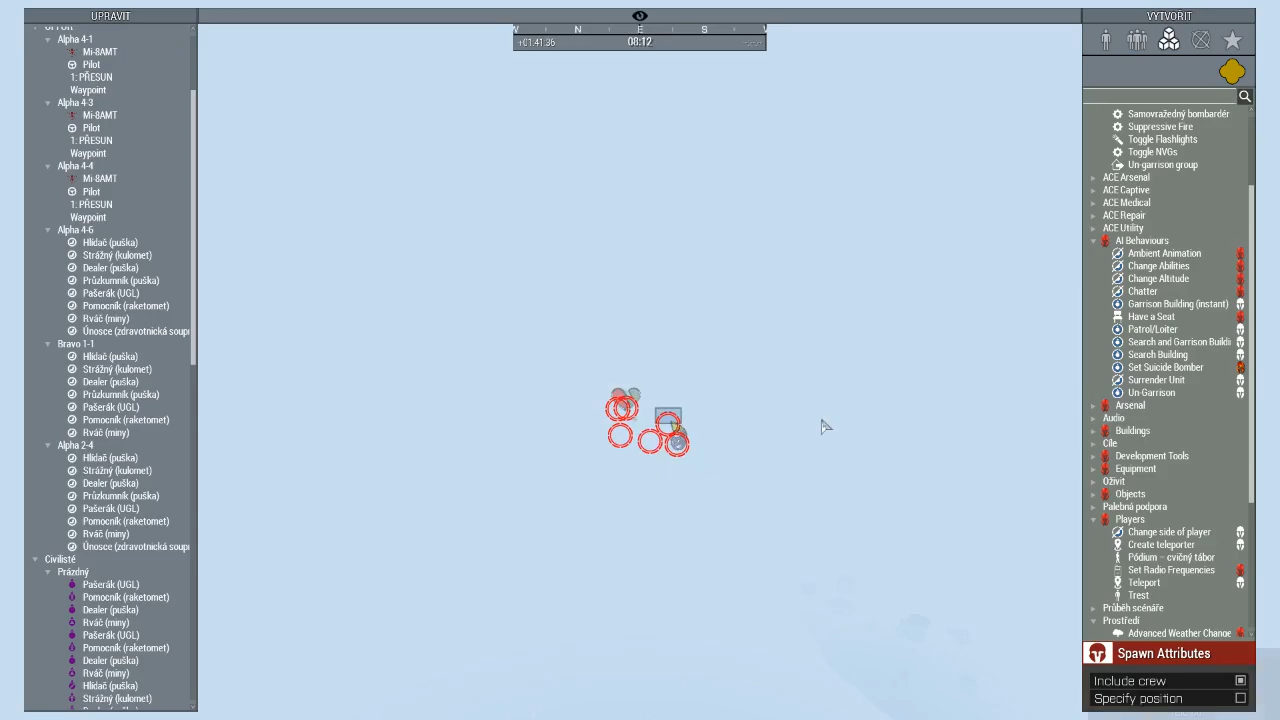 UPRAVIT
Alpha 4-1
Mi-8AMT
Pilot
1: PŘESUN
Waypoint
Alpha 4-3
Mi-8AMT
Pilot
1: PŘESUN
Waypoint
Alpha 4-4
Mi-8AMT
Pilot
1: PŘESUN
Waypoint
Alpha 4-6
Hlídač (puška)
Strážný (kulomet)
Dealer (puška)
Průzkumník (puška)
Pašerák (UGL)
Pomocník (raketomet)
Rváč (miny)
Únosce (zdravotnická soupr
Bravo 1-1
Hlídač (puška)
Strážný (kulomet)
Dealer (puška)
Průzkumník (puška)
Pašerák (UGL)
Pomocník (raketomet)
Rváč (miny)
Alpha 2-4
Hlídač (puška)
Strážný (kulomet)
Dealer (puška)
Průzkumník (puška)
Pašerák (UGL)
Pomocník (raketomet)
Rváč (miny)
Únosce (zdravotnická soupr
Civilisté
Prázdný
Pašerák (UGL)
Pomocník (raketomet)
Dealer (puška)
Rváč (miny)
Pašerák (UGL)
Pomocník (raketomet)
Dealer (puška)
Rváč (miny)
Hlídač (puška)
Strážný (kulomet)
N E S
+01:41:36 08:12
VYTVOŘIT
Samovražedný bombardér
Suppressive Fire
Toggle Flashlights
Toggle NVGs
Un-garrison group
ACE Arsenal
ACE Captive
ACE Medical
ACE Repair
ACE Utility
AI Behaviours
Ambient Animation
Change Abilities
Change Altitude
Chatter
Garrison Building (instant)
Have a Seat
Patrol/Loiter
Search and Garrison Buildi
Search Building
Set Suicide Bomber
Surrender Unit
Un-Garrison
Arsenal
Audio
Buildings
Cíle
Development Tools
Equipment
Oživit
Objects
Palebná podpora
Players
Change side of player
Create teleporter
Pódium – cvičný tábor
Set Radio Frequencies
Teleport
Trest
Průběh scénáře
Prostředí
Advanced Weather Change
Spawn Attributes
Include crew
Specify position